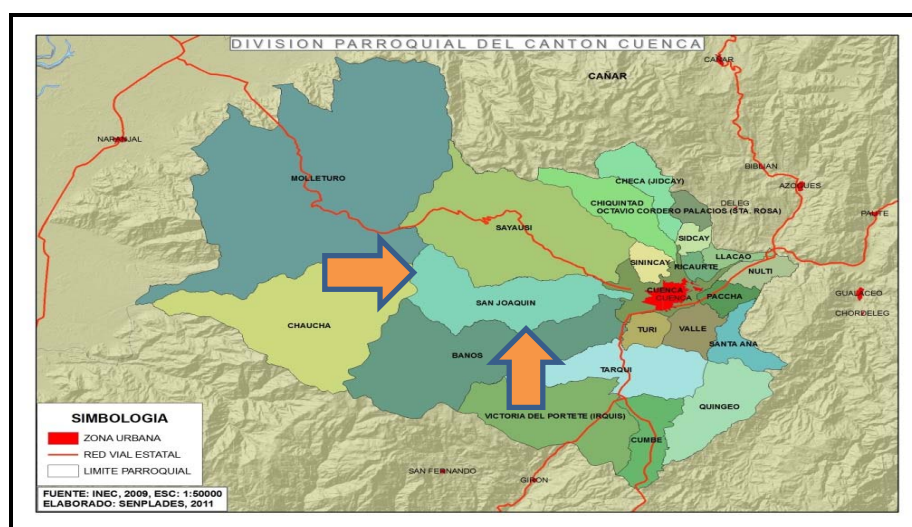 DIVISION PARROQUIAL DEL CANTON CUENCA
CAÑAR
CAÑAR
NARANJAL
BIBLIAN
MOLLETURO
CHECA (JIDCAY)
AZOGUES
CHIQUINTAD
DELEG
OCTAVIO CORDERO PALACIOS (STA. ROSA)
PAUTE
SAYAUSI
SIDCAY
SININCAY
LLACAO
RICAURTE
NULTI
CUENCA
CUENCA
PACCHA
GUALACEO
SAN JOAQUIN
CHORDELEG
CHAUCHA
TURI
VALLE
SANTA ANA
BANOS
TARQUI
QUINGEO
VICTORIA DEL PORTETE (IRQUIS)
CUMBE
SAN FERNANDO
GIRON
SIMBOLOGIA
ZONA URBANA
RED VIAL ESTATAL
LIMITE PARROQUIAL
FUENTE: INEC, 2009, ESC: 1:50000
ELABORADO: SENPLADES, 2011